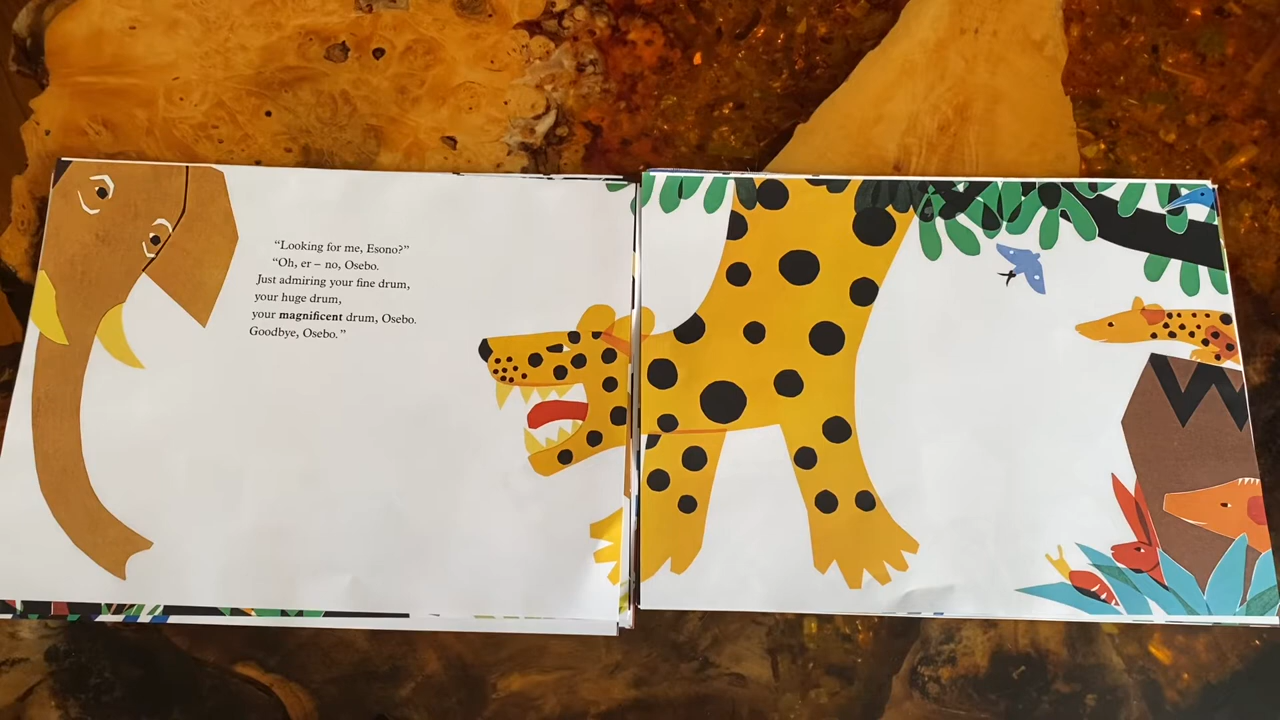 “Looking for me, Esono?”
“Oh, er – no, Osebo.
Just admiring your fine drum,
your huge drum,
your magnificent drum, Osebo.
Goodbye, Osebo.”